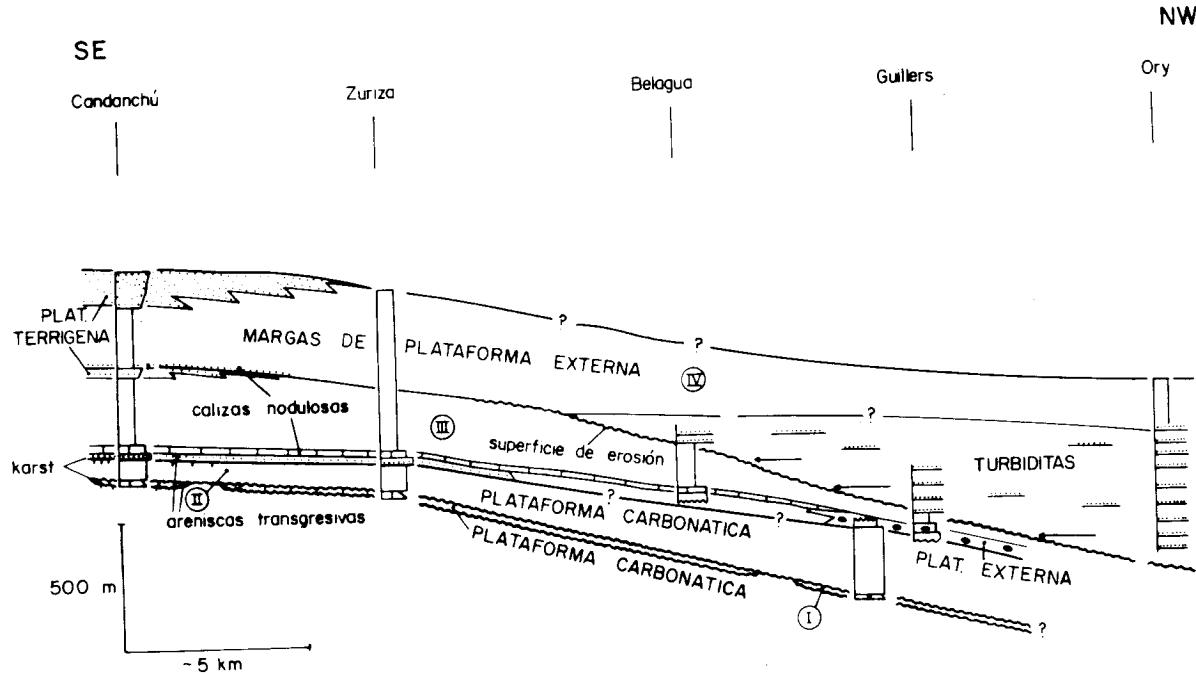 NW
SE
Candanchú
Zuriza
Belagua
Guillers
Ory
PLAT.
TERRIGENA
MARGAS DE PLATAFORMA EXTERNA
?
?
IV
calizas nodulosas
III
superficie de erosión
?
TURBIDITAS
karst
II
areniscas transgresivas
?
PLATAFORMA CARBONATICA
?
PLATAFORMA CARBONATICA
PLAT. EXTERNA
I
?
500 m
~5 km